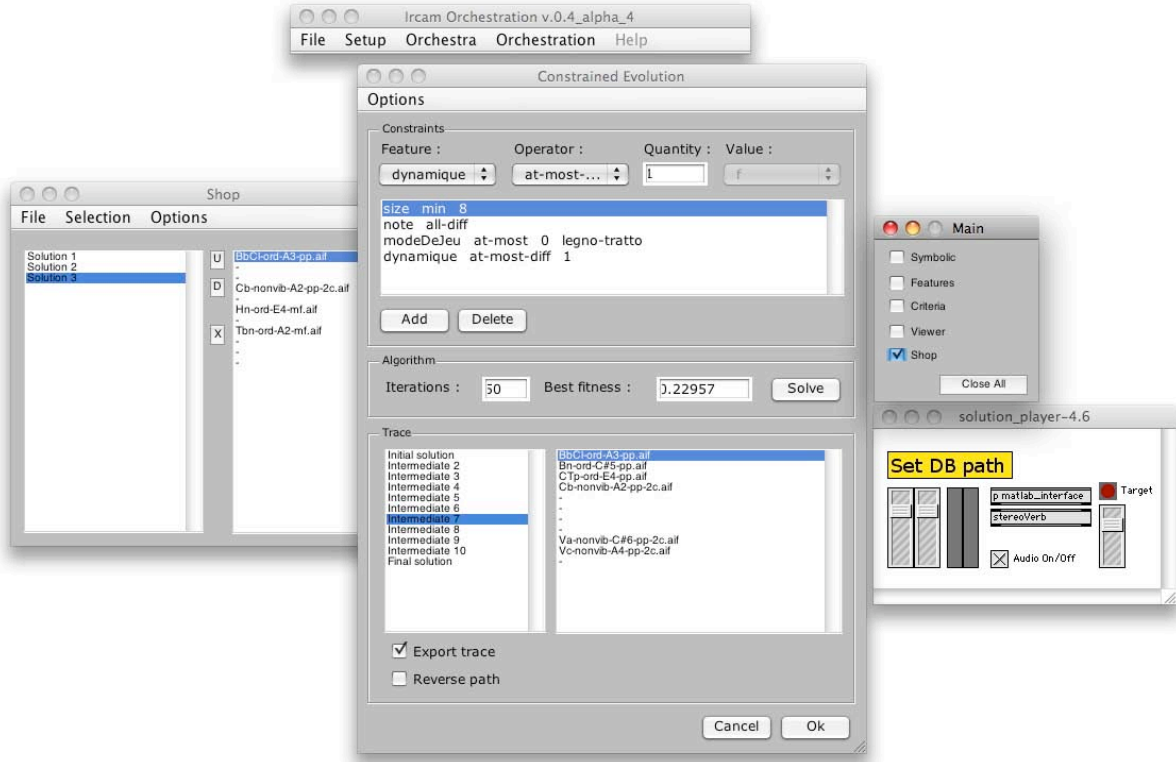 Ircam Orchestration v.0.4_alpha_4
File Setup Orchestra Orchestration Help
Constrained Evolution
Options
Constraints
Feature : Operator : Quantity : Value :
dynamique at-most-... 1 f
size min 8
note all-diff
modeDeJeu at-most 0 legno-tratto
dynamique at-most-diff 1
Add Delete
Algorithm
Iterations : 50 Best fitness : 0.22957 Solve
Trace
Initial solution
Intermediate 2
Intermediate 3
Intermediate 4
Intermediate 5
Intermediate 6
Intermediate 7
Intermediate 8
Intermediate 9
Intermediate 10
Final solution
BbCl-ord-A3-pp.aif
Bn-ord-C#5-pp.aif
CTp-ord-E4-pp.aif
Cb-nonvib-A2-pp-2c.aif
-
-
-
-
Va-nonvib-C#6-pp-2c.aif
Vc-nonvib-A4-pp-2c.aif
-
Export trace
Reverse path
Cancel Ok
Shop
File Selection Options
Solution 1
Solution 2
Solution 3
U
D
X
BbCl-ord-A3-pp.aif
-
-
Cb-nonvib-A2-pp-2c.aif
-
Hn-ord-E4-mf.aif
-
Tbn-ord-A2-mf.aif
-
-
-
Main
Symbolic
Features
Criteria
Viewer
Shop
Close All
solution_player-4.6
Set DB path
p matlab_interface
stereoVerb
Target
Audio On/Off